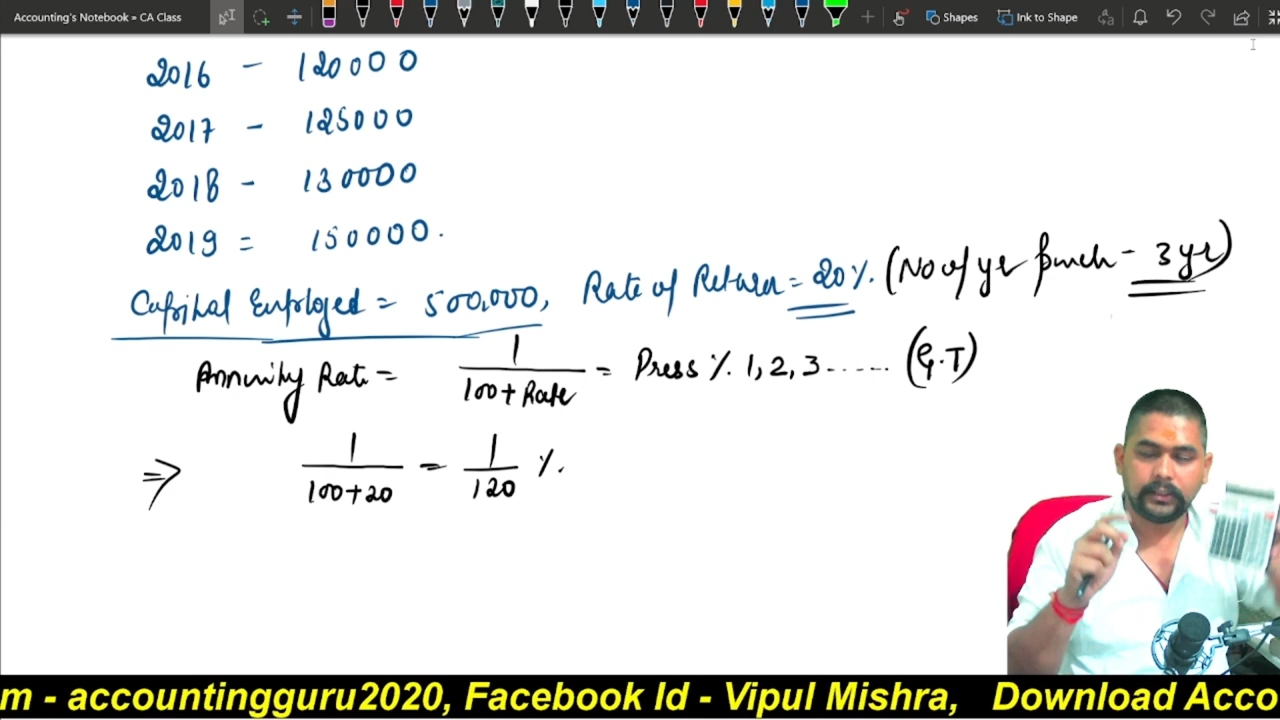 Accounting's Notebook » CA Class
Shapes
Ink to Shape
2016 - 120000
2017 - 125000
2018 - 130000
2019 = 150000.
Capital Employed = 500,000, Rate of Return = 20%. (No of yr purch - 3 yr)
Annuity Rate = 1 / 100 + Rate = Press %. 1, 2, 3 ...... (G.T)
⇒ 1 / 100+20 = 1 / 120 %.
m - accountingguru2020, Facebook Id - Vipul Mishra, Download Acco